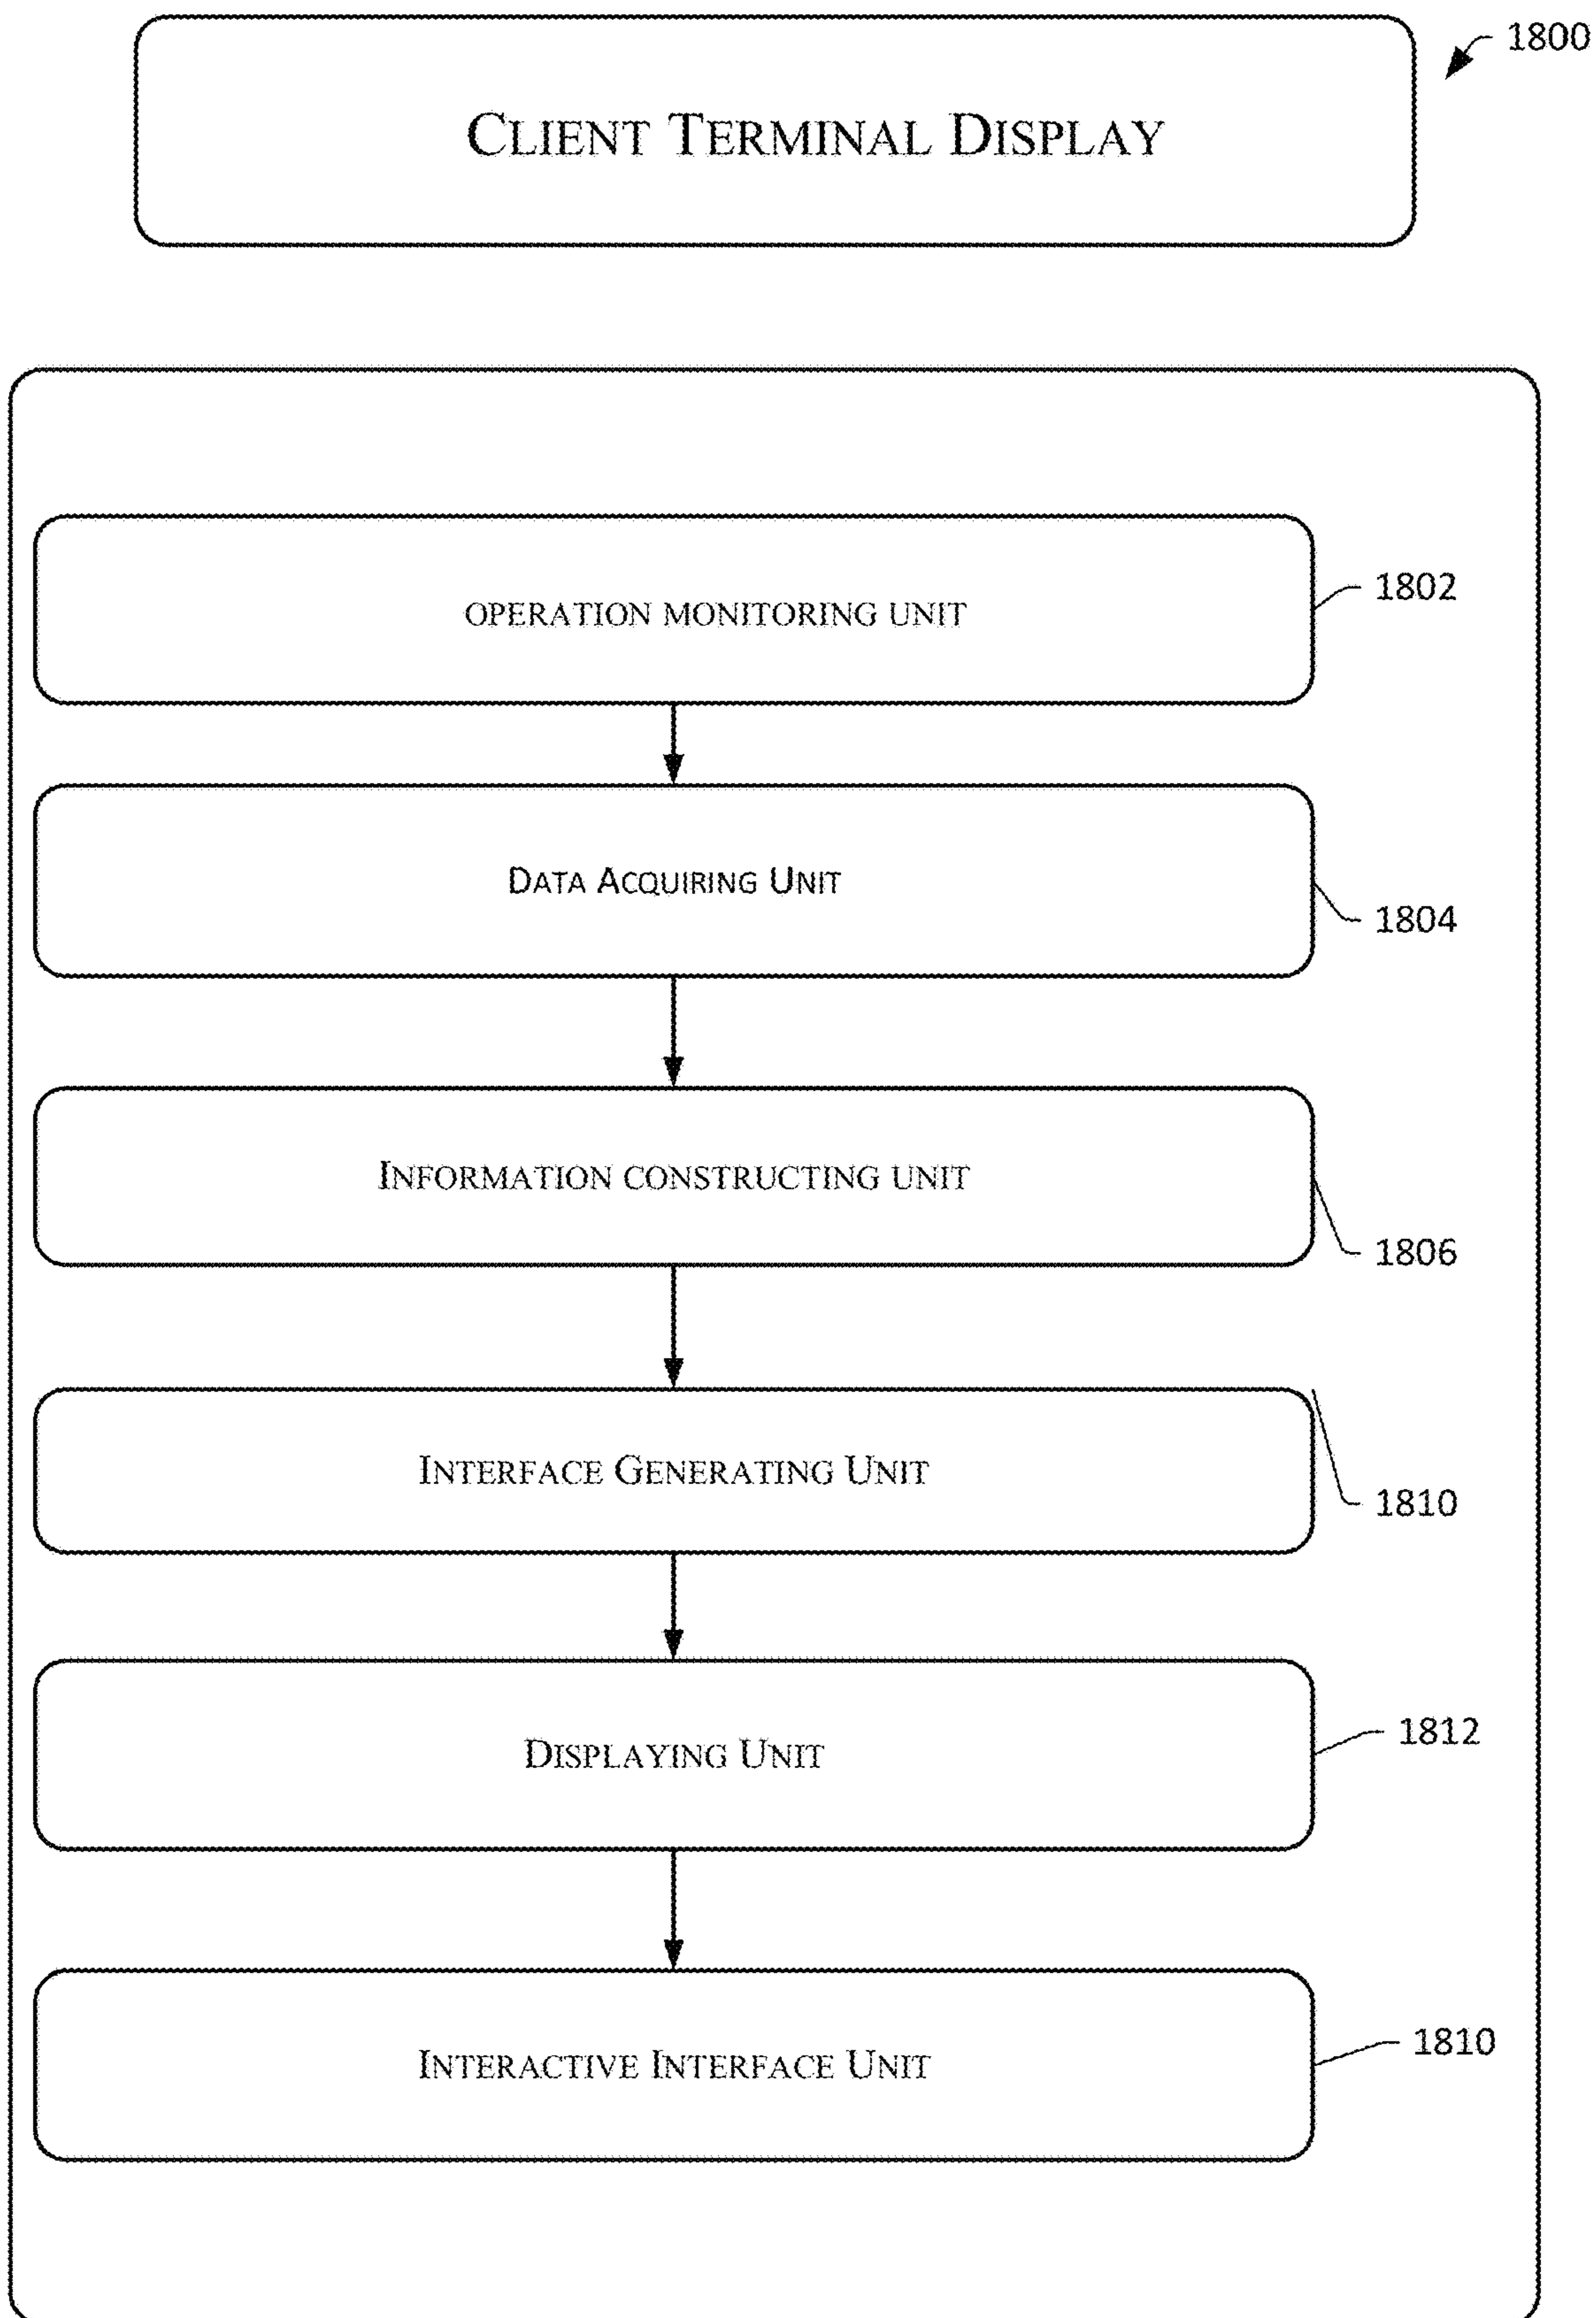 1800
CLIENT TERMINAL DISPLAY
OPERATION MONITORING UNIT
1802
DATA ACQUIRING UNIT
1804
INFORMATION CONSTRUCTING UNIT
1806
INTERFACE GENERATING UNIT
1810
DISPLAYING UNIT
1812
INTERACTIVE INTERFACE UNIT
1810